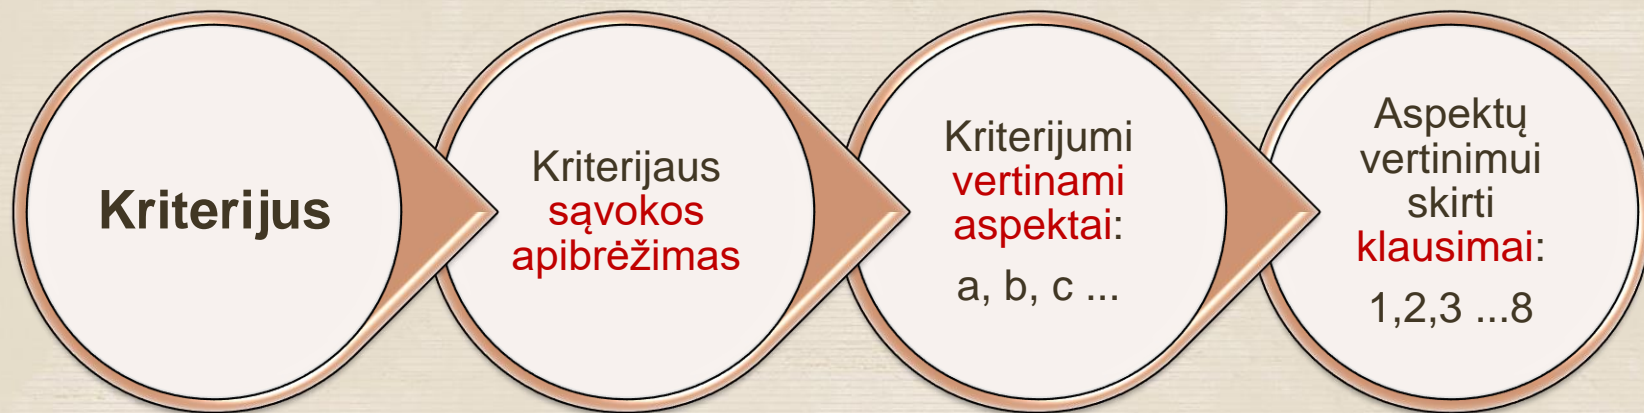 Kriterijus
Kriterijaus
sąvokos
apibrėžimas
Kriterijumi
vertinami
aspektai:
a, b, c ...
Aspektų
vertinimui
skirti
klausimai:
1,2,3 ...8